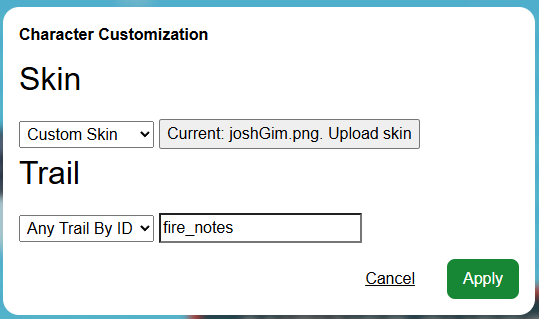 Character Customization
Skin
Custom Skin Current: joshGim.png. Upload skin
Trail
Any Trail By ID fire_notes
Cancel Apply